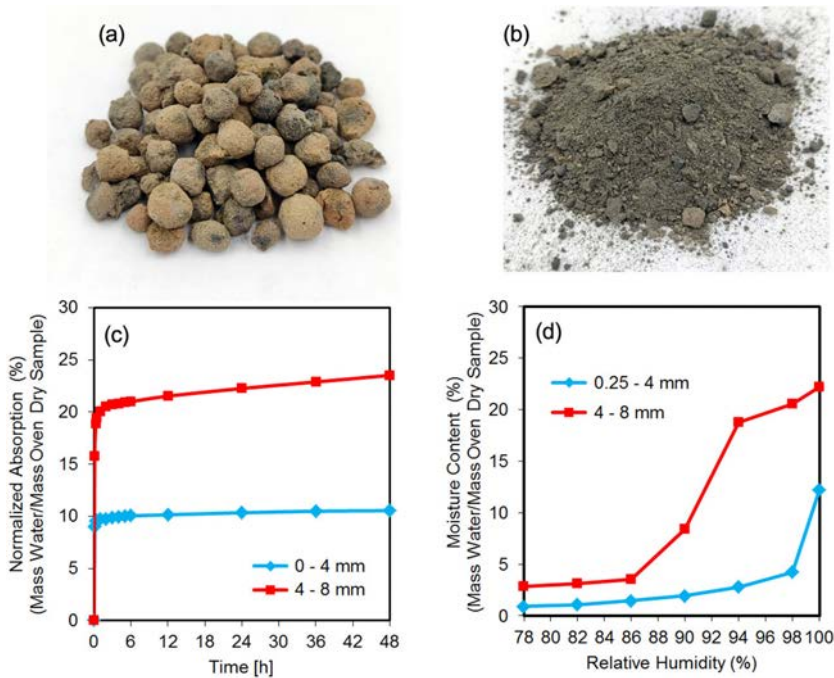 (a)
(b)
(c)
Normalized Absorption (%)
(Mass Water/Mass Oven Dry Sample)
30
25
20
15
10
5
0
0 - 4 mm
4 - 8 mm
0 6 12 18 24 30 36 42 48
Time [h]
(d)
Moisture Content (%)
(Mass Water/Mass Oven Dry Sample)
30
25
20
15
10
5
0
0.25 - 4 mm
4 - 8 mm
78 80 82 84 86 88 90 92 94 96 98 100
Relative Humidity (%)